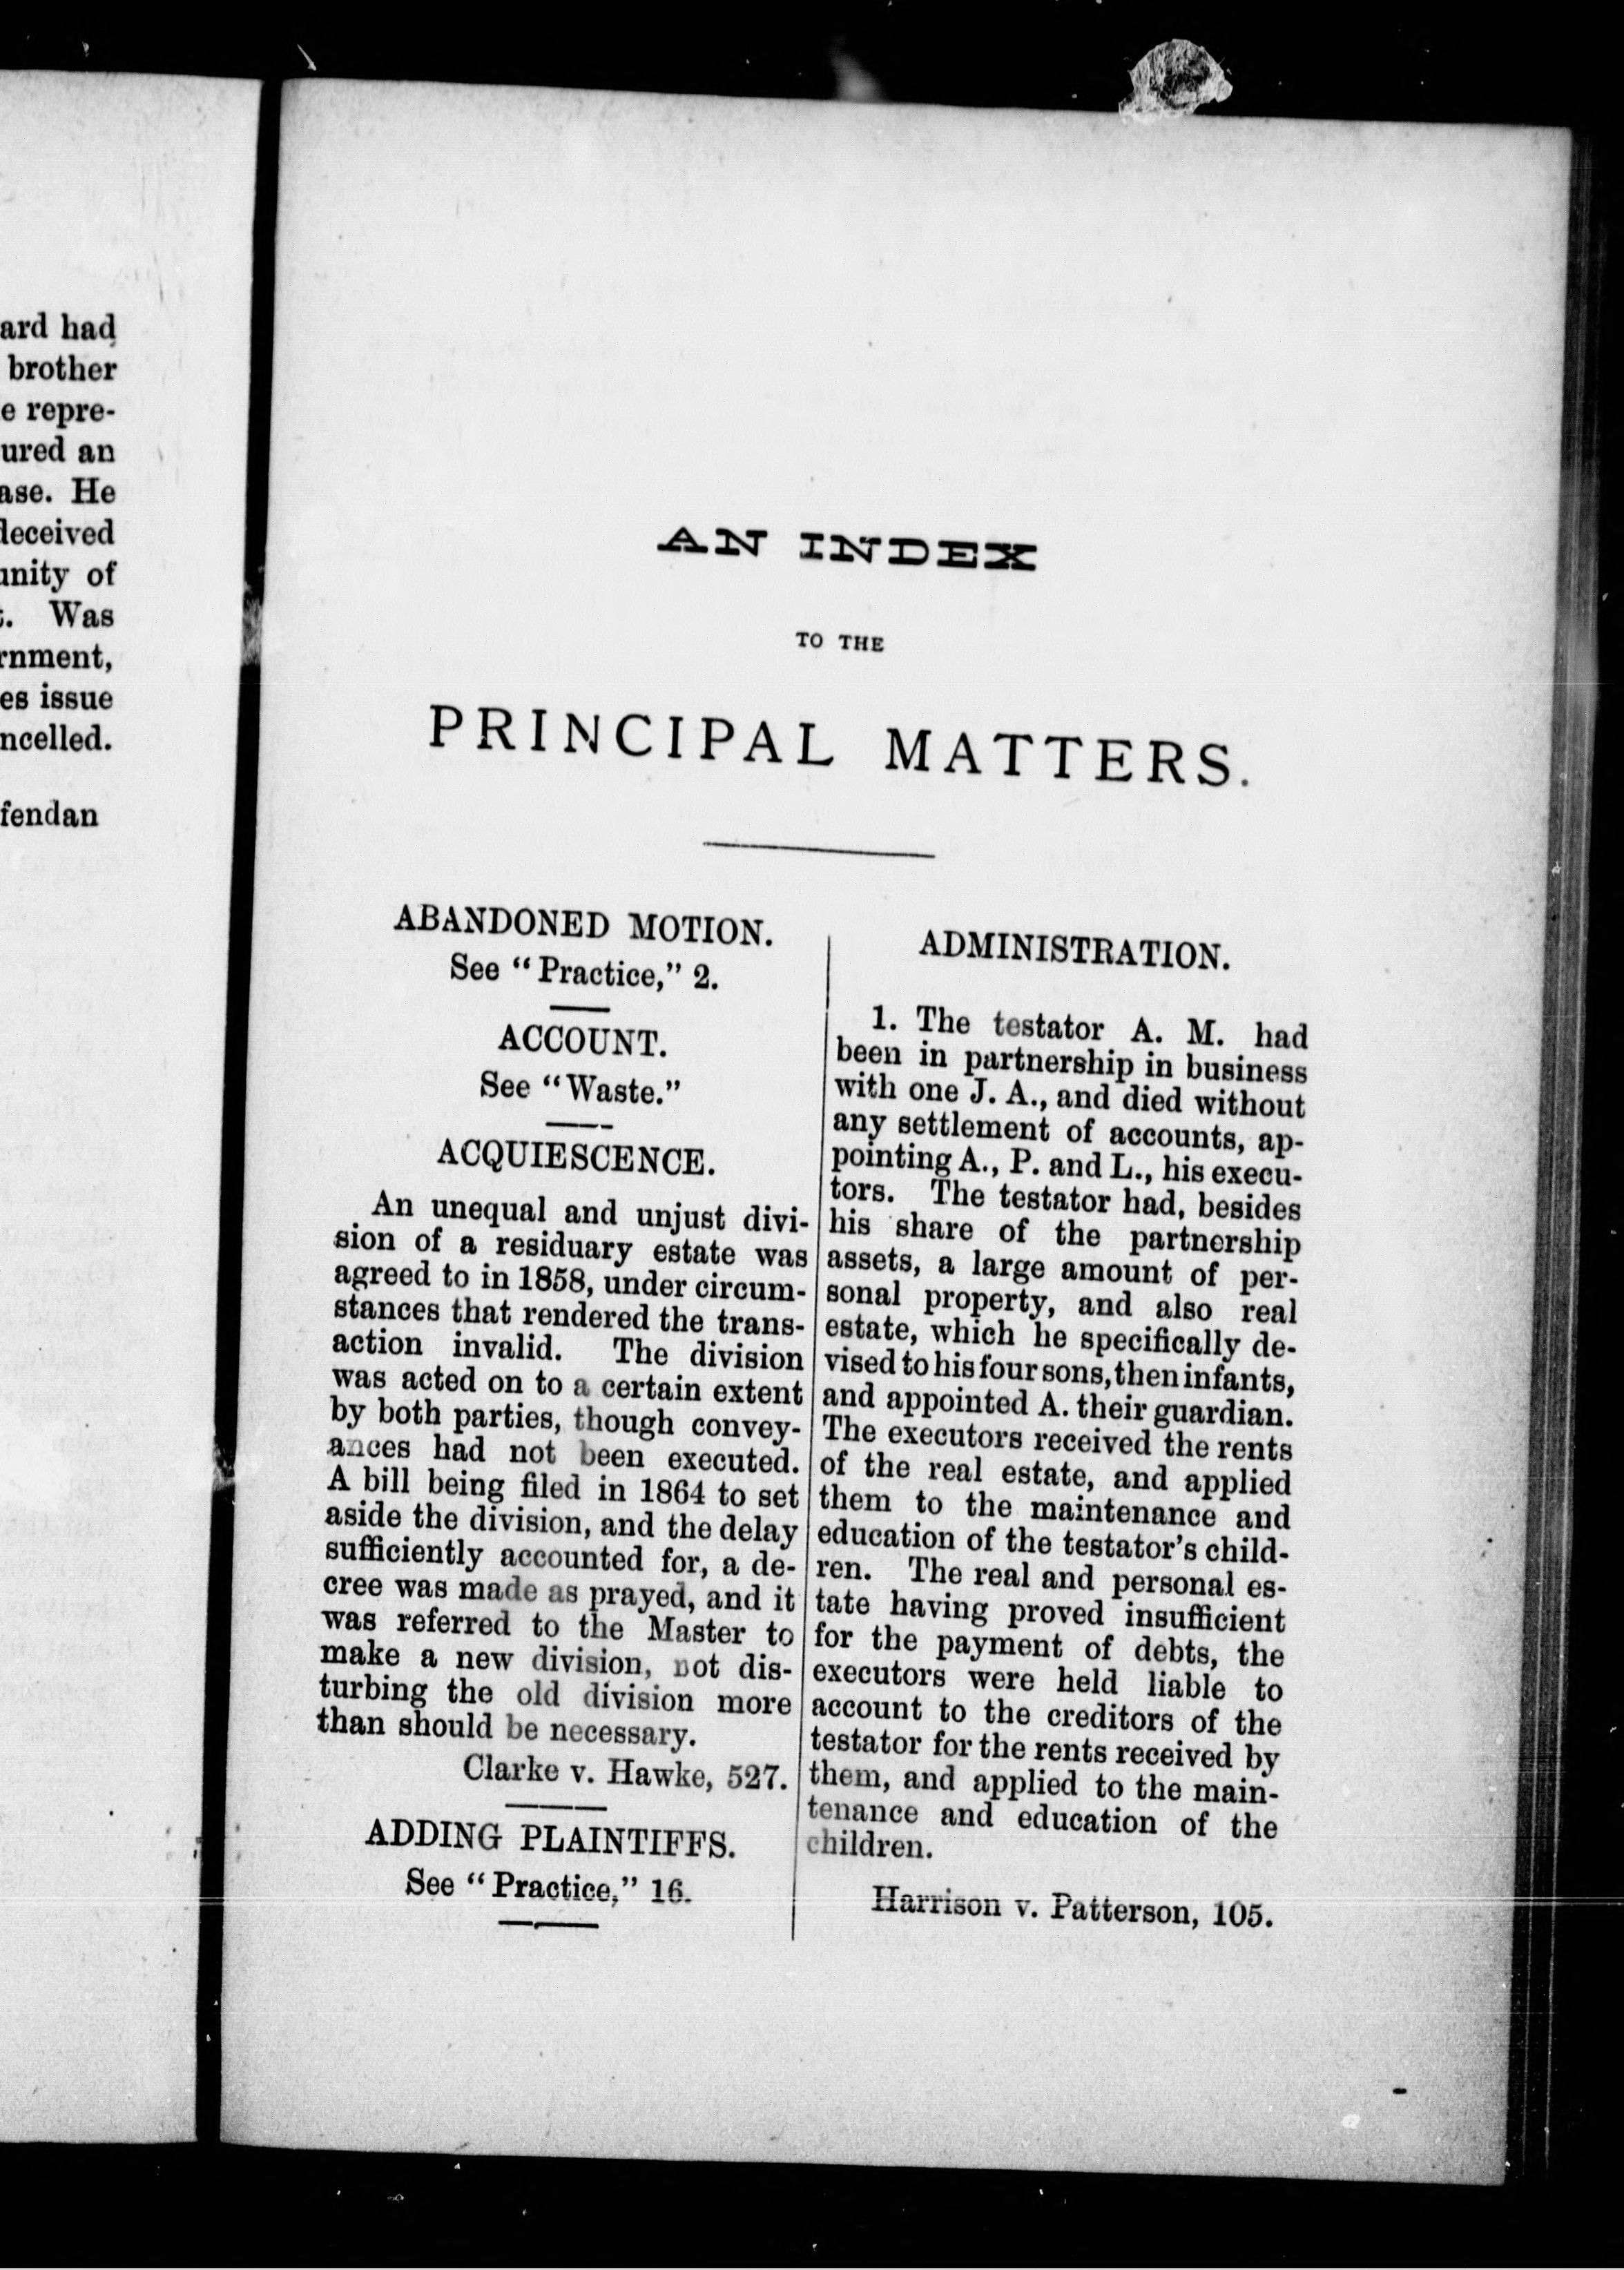 ard had
brother
e repre-
ured an
ase. He
deceived
unity of
. Was
rnment,
es issue
ncelled.
fendan
AN INDEX
TO THE
PRINCIPAL MATTERS.
ABANDONED MOTION.
See "Practice," 2.
ACCOUNT.
See "Waste."
ACQUIESCENCE.
An unequal and unjust divi-
sion of a residuary estate was
agreed to in 1858, under circum-
stances that rendered the trans-
action invalid. The division
was acted on to a certain extent
by both parties, though convey-
ances had not been executed.
A bill being filed in 1864 to set
aside the division, and the delay
sufficiently accounted for, a de-
cree was made as prayed, and it
was referred to the Master to
make a new division, not dis-
turbing the old division more
than should be necessary.
Clarke v. Hawke, 527.
ADDING PLAINTIFFS.
See "Practice," 16.
ADMINISTRATION.
1. The testator A. M. had
been in partnership in business
with one J. A., and died without
any settlement of accounts, ap-
pointing A., P. and L., his execu-
tors. The testator had, besides
his share of the partnership
assets, a large amount of per-
sonal property, and also real
estate, which he specifically de-
vised to his four sons, then infants,
and appointed A. their guardian.
The executors received the rents
of the real estate, and applied
them to the maintenance and
education of the testator's child-
ren. The real and personal es-
tate having proved insufficient
for the payment of debts, the
executors were held liable to
account to the creditors of the
testator for the rents received by
them, and applied to the main-
tenance and education of the
children.
Harrison v. Patterson, 105.